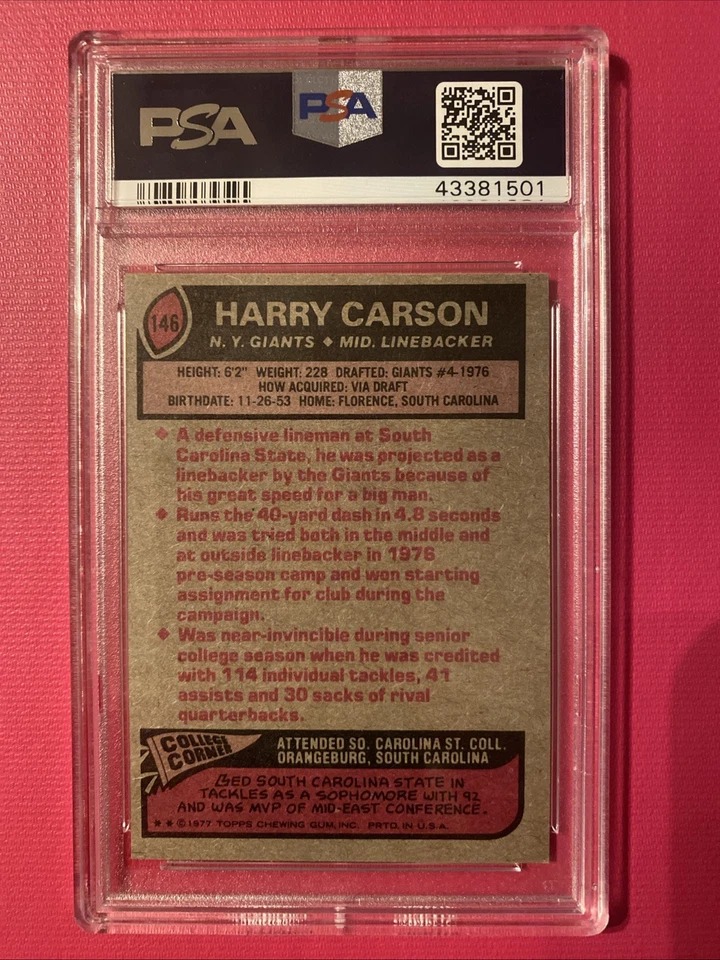 PSA
PSA
43381501
146
HARRY CARSON
N. Y. GIANTS ♦ MID. LINEBACKER
HEIGHT: 6'2" WEIGHT: 228 DRAFTED: GIANTS #4-1976
HOW ACQUIRED: VIA DRAFT
BIRTHDATE: 11-26-53 HOME: FLORENCE, SOUTH CAROLINA
♦ A defensive lineman at South
Carolina State, he was projected as a
linebacker by the Giants because of
his great speed for a big man.
♦ Runs the 40-yard dash in 4.8 seconds
and was tried both in the middle and
at outside linebacker in 1976
pre-season camp and won starting
assignment for club during the
campaign.
♦ Was near-invincible during senior
college season when he was credited
with 114 individual tackles, 41
assists and 30 sacks of rival
quarterbacks.
COLLEGE
CORNER
ATTENDED SO. CAROLINA ST. COLL.
ORANGEBURG, SOUTH CAROLINA
LED SOUTH CAROLINA STATE IN
TACKLES AS A SOPHOMORE WITH 92
AND WAS MVP OF MID-EAST CONFERENCE.
* * © 1977 TOPPS CHEWING GUM, INC. PRTD. IN U.S.A.